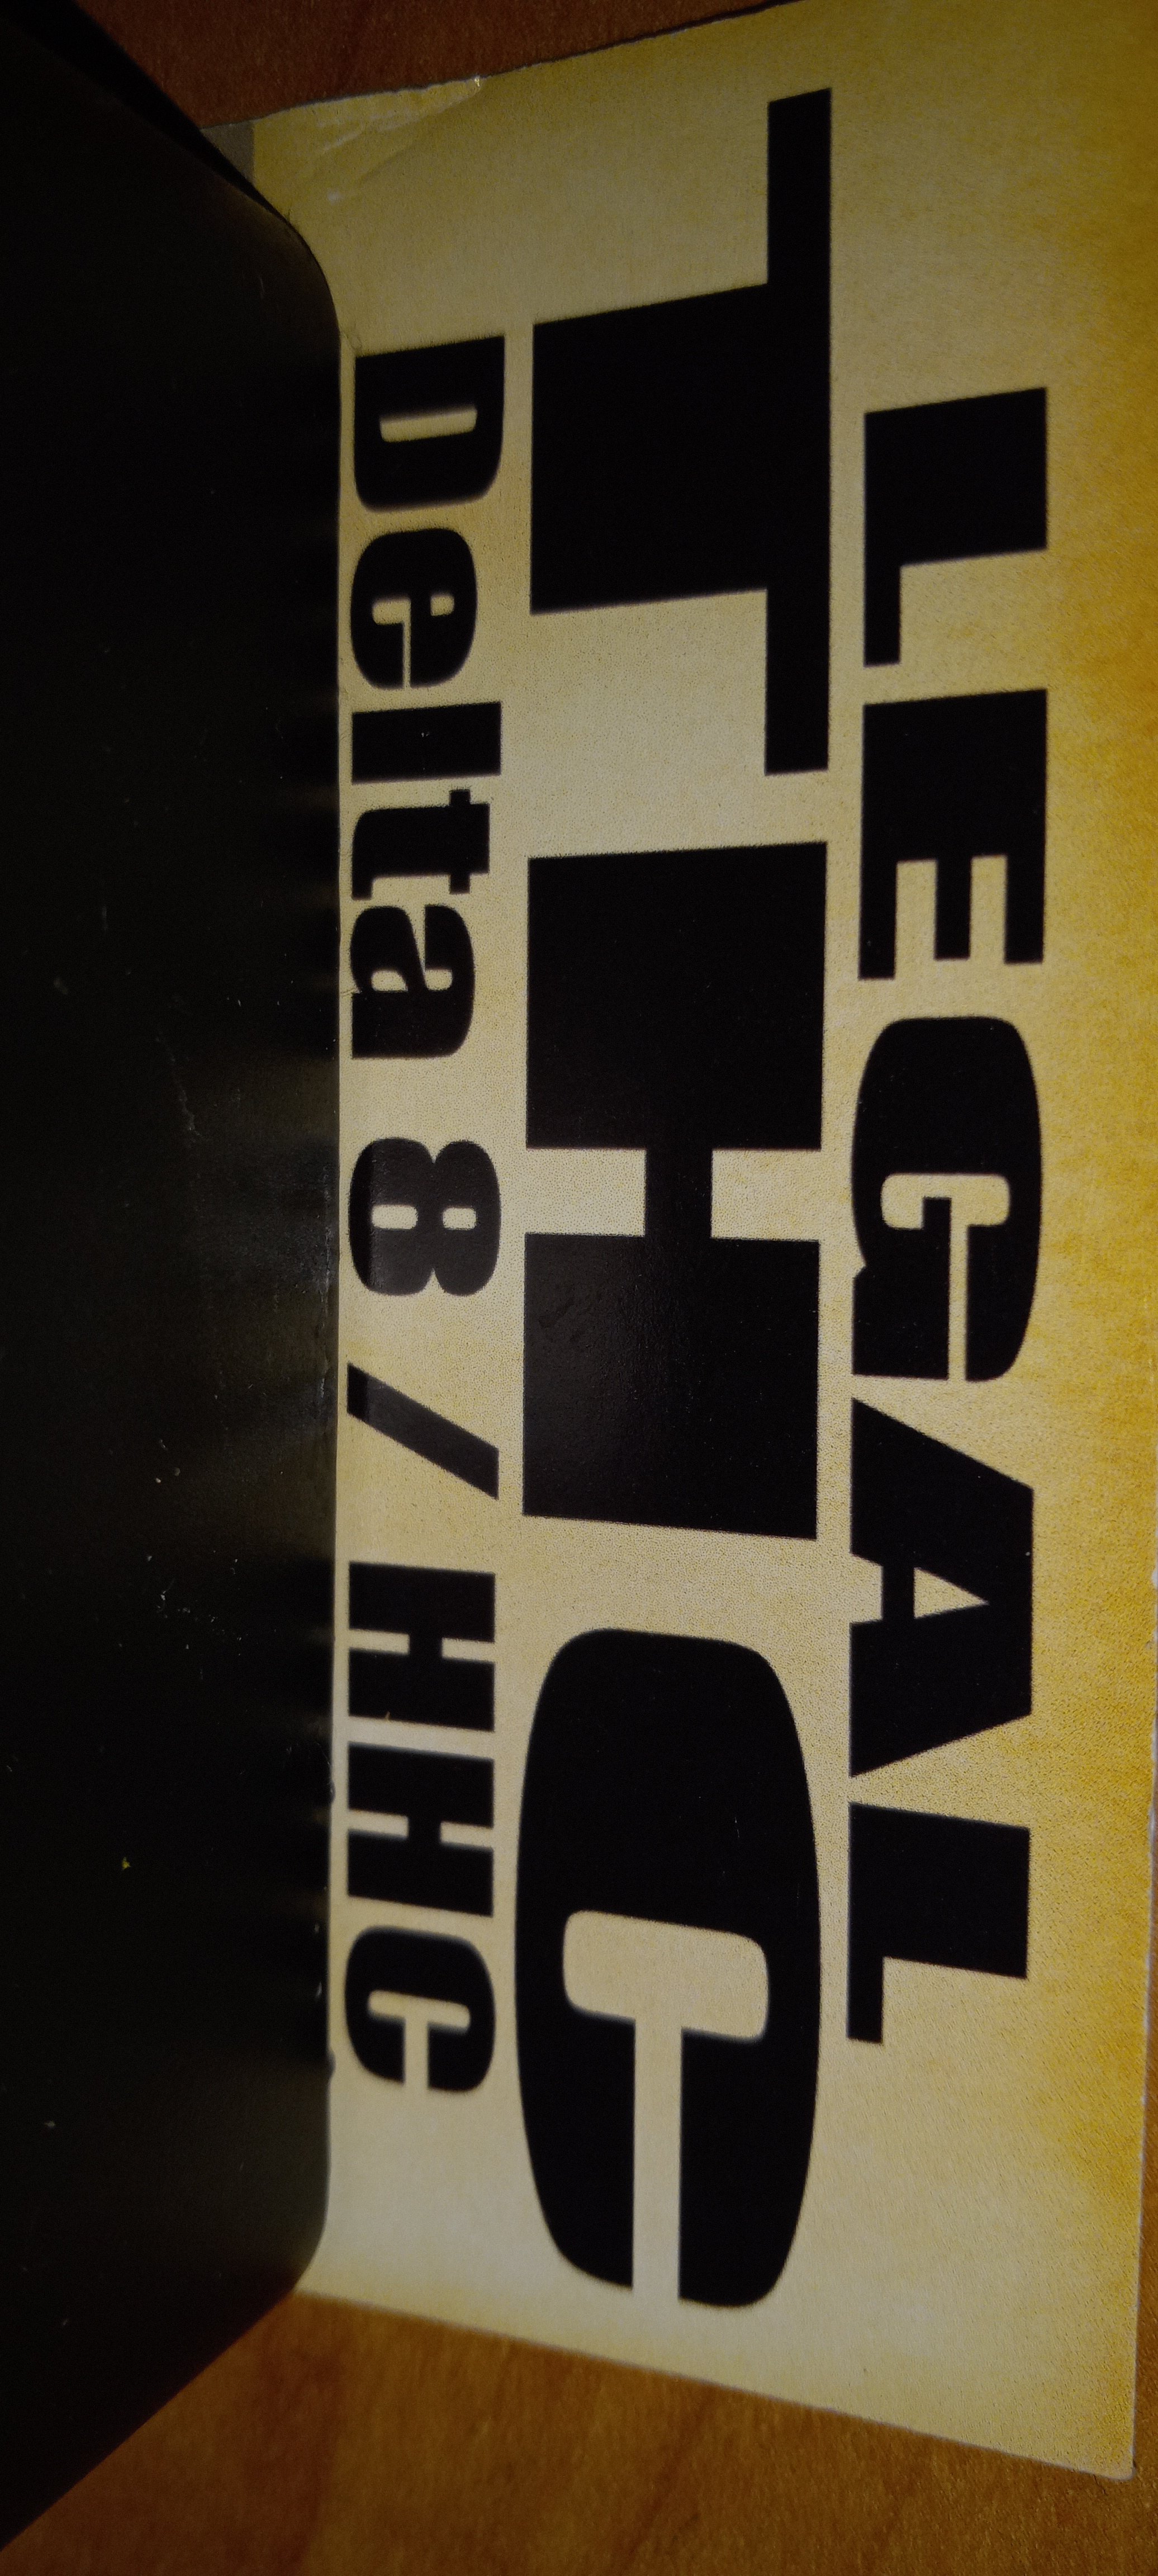 LEGAL
THC
Delta 8 / HHC